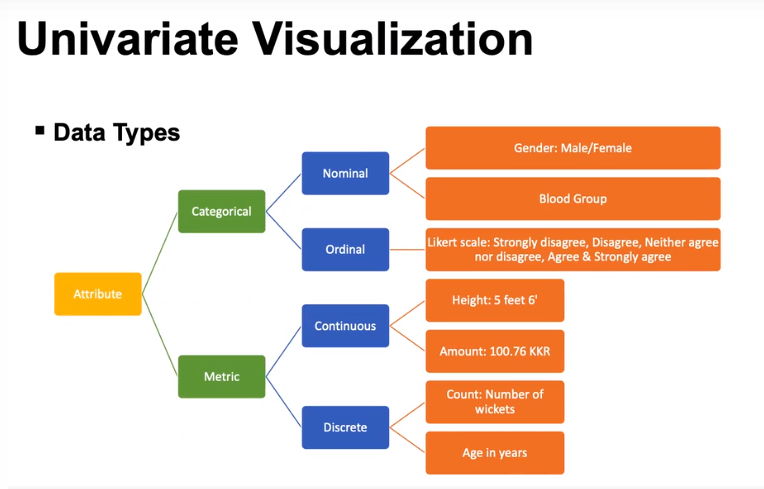 Univariate Visualization
▪ Data Types
Gender: Male/Female
Nominal
Blood Group
Categorical
Ordinal
Likert scale: Strongly disagree, Disagree, Neither agree
nor disagree, Agree & Strongly agree
Attribute
Height: 5 feet 6'
Continuous
Amount: 100.76 KKR
Metric
Count: Number of
wickets
Discrete
Age in years